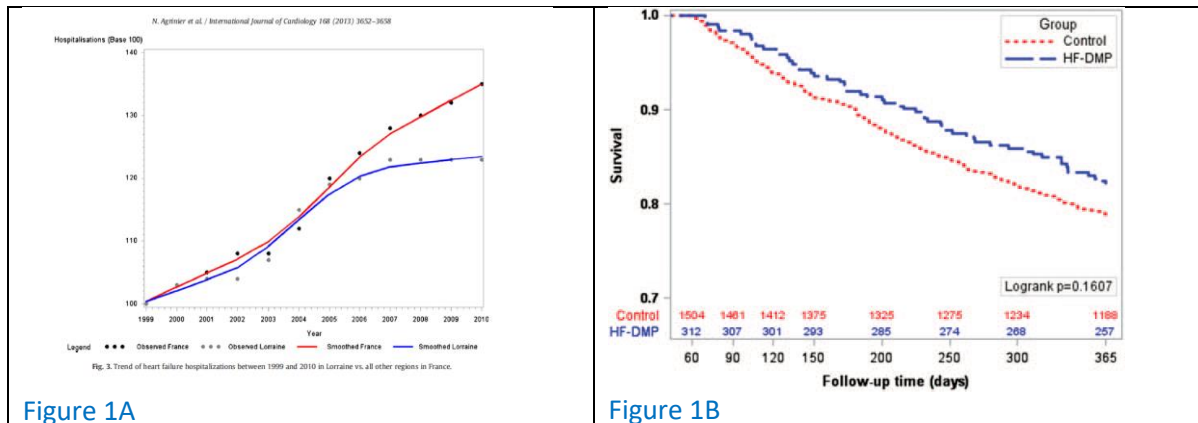 N. Agrinier et al. / International Journal of Cardiology 168 (2013) 3652–3658
Hospitalisations (Base 100)
140
130
120
110
100
1999 2000 2001 2002 2003 2004 2005 2006 2007 2008 2009 2010
Year
Legend ••• Observed France ••• Observed Lorraine Smoothed France Smoothed Lorraine
Fig. 3. Trend of heart failure hospitalizations between 1999 and 2010 in Lorraine vs. all other regions in France.
Figure 1A
1.0
0.9
0.8
0.7
Survival
Group
Control
HF-DMP
Logrank p=0.1607
Control 1504 1461 1412 1375 1325 1275 1234 1188
HF-DMP 312 307 301 293 285 274 268 257
60 90 120 150 200 250 300 365
Follow-up time (days)
Figure 1B